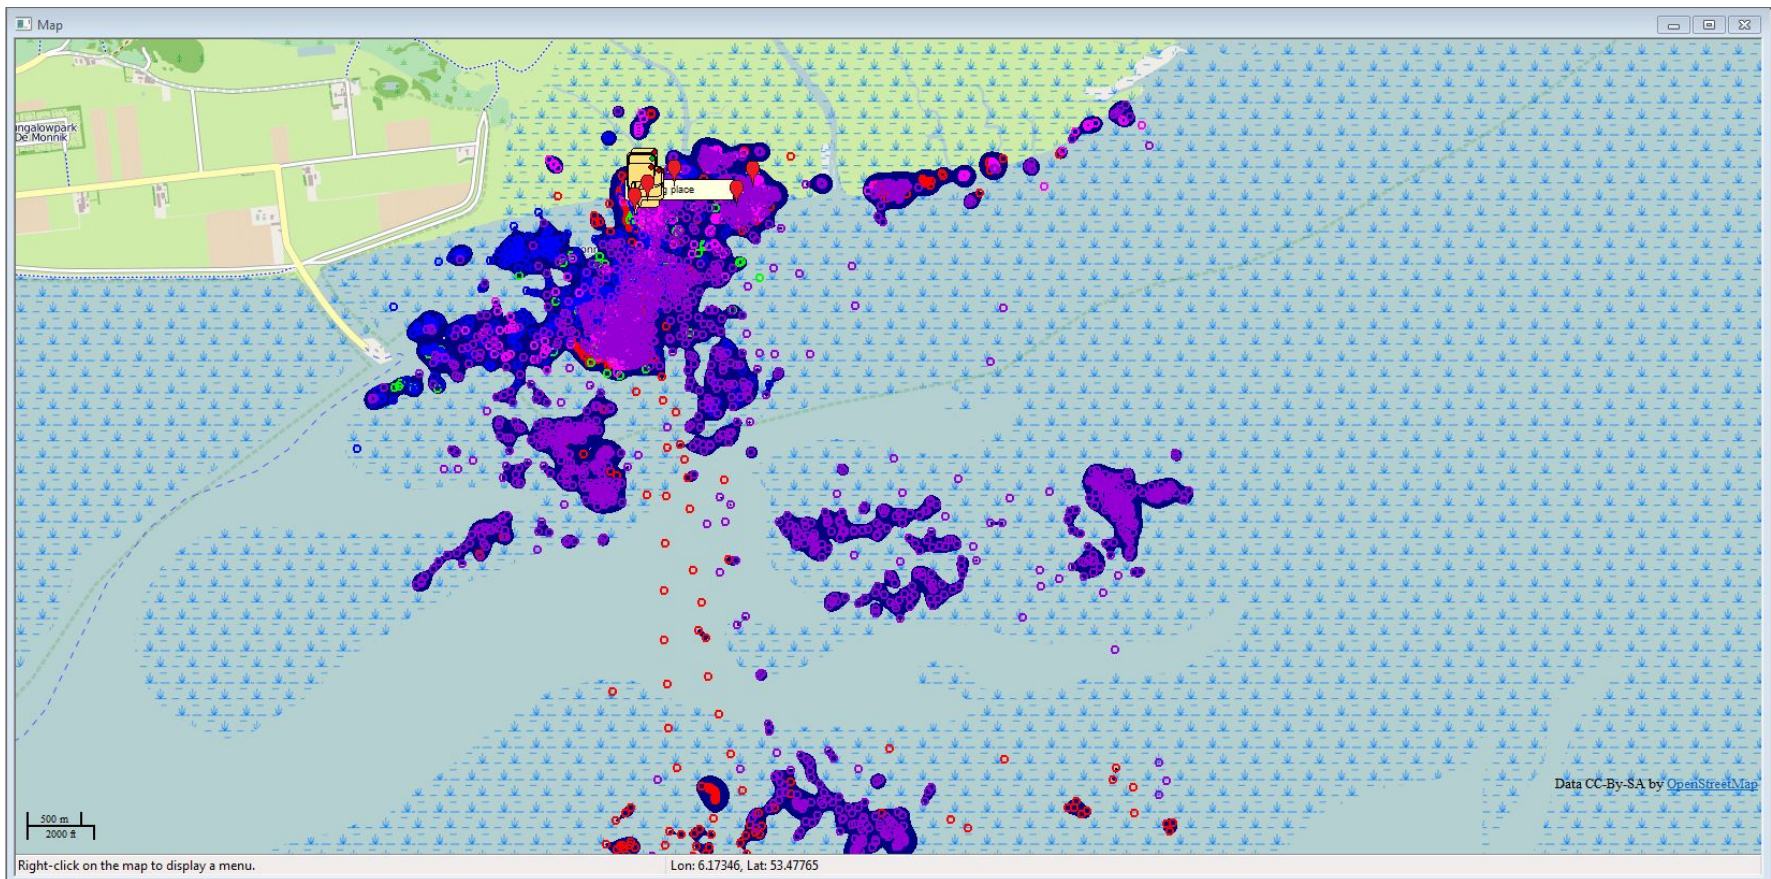 Map
ungalowpark
De Monnik
place
Data CC-By-SA by OpenStreetMap
500 m
2000 ft
Right-click on the map to display a menu.
Lon: 6.17346, Lat: 53.47765